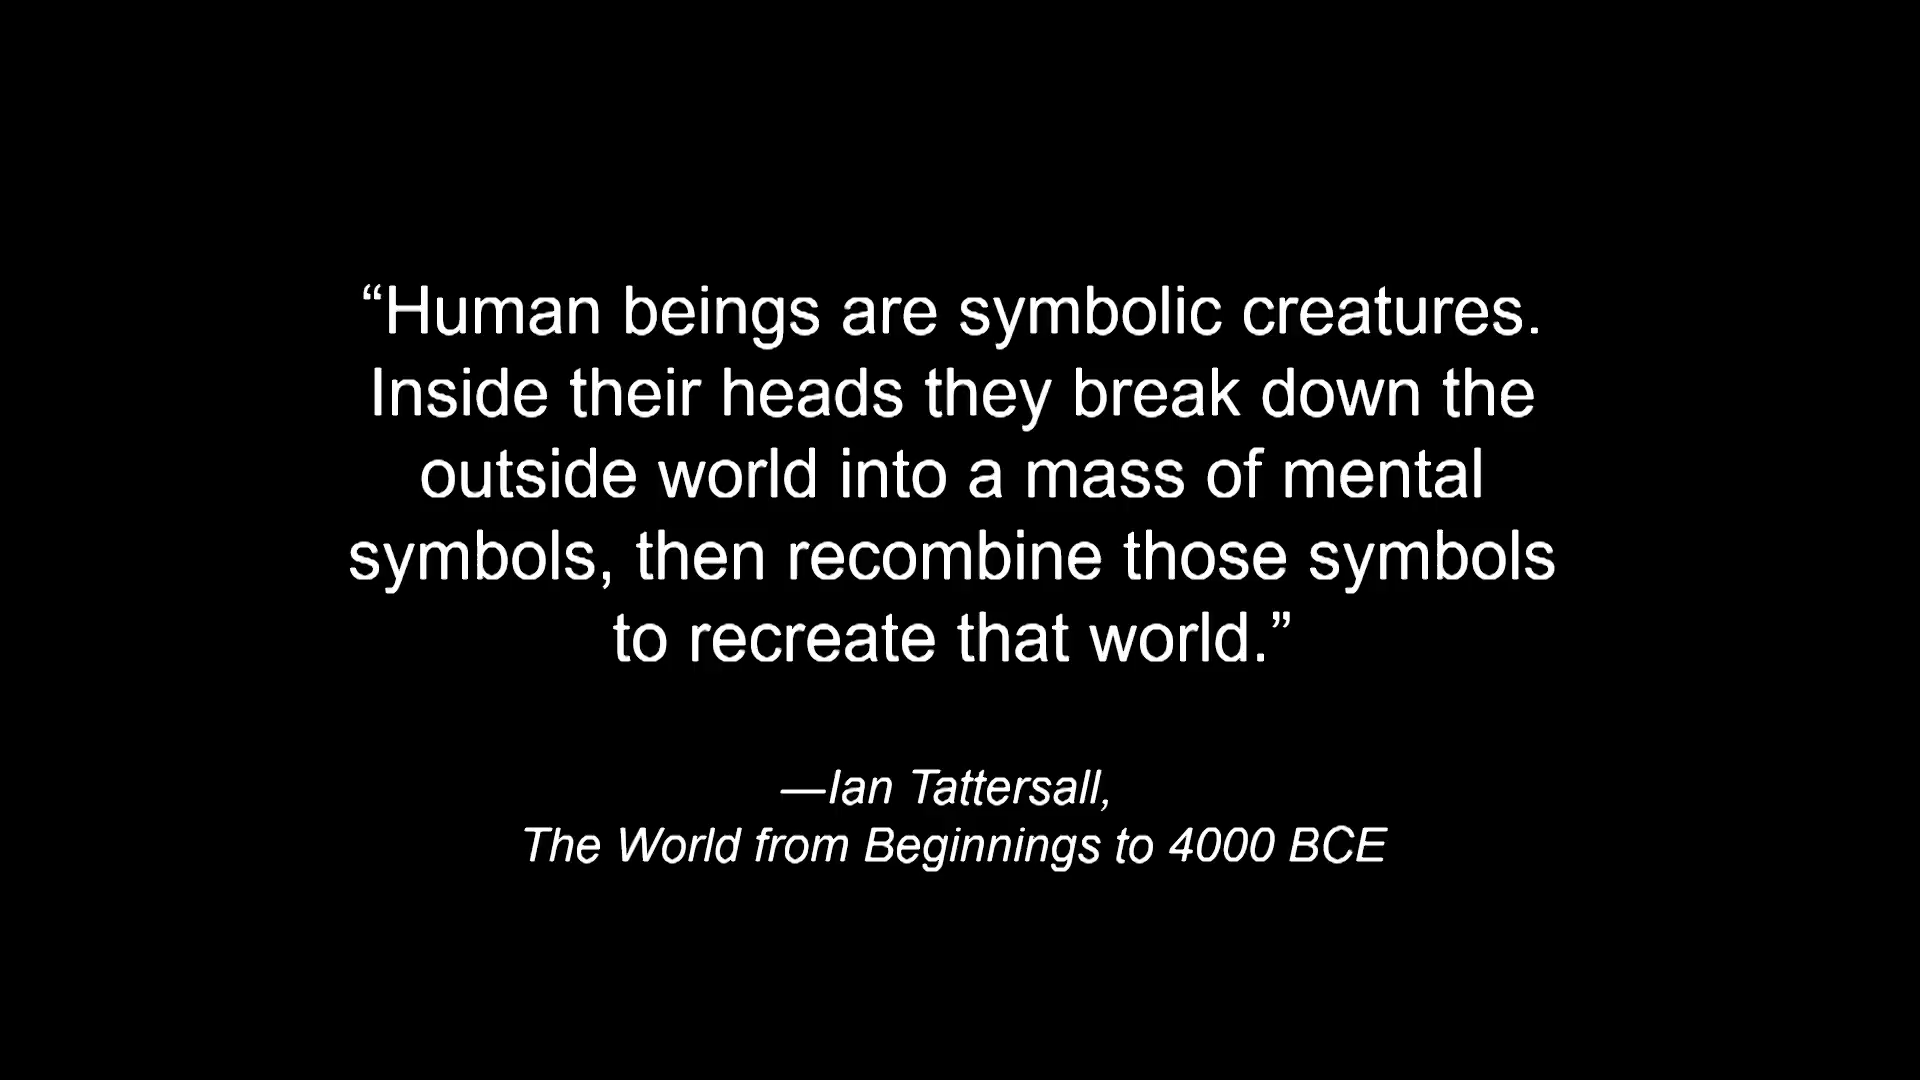 “Human beings are symbolic creatures.
Inside their heads they break down the
outside world into a mass of mental
symbols, then recombine those symbols
to recreate that world.”
—Ian Tattersall,
The World from Beginnings to 4000 BCE